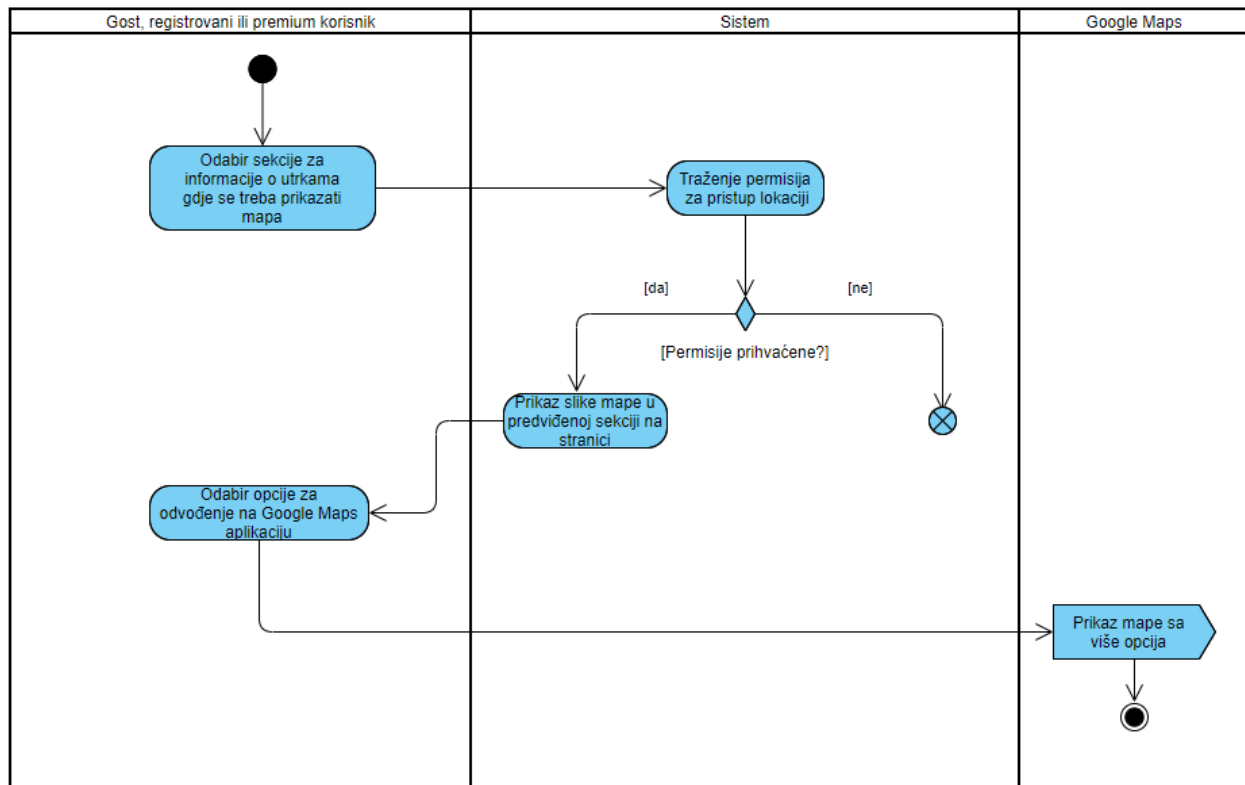 Gost, registrovani ili premium korisnik
Sistem
Google Maps
Odabir sekcije za
informacije o utrkama
gdje se treba prikazati
mapa
Traženje permisija
za pristup lokaciji
[da]
[ne]
[Permisije prihvaćene?]
Prikaz slike mape u
predviđenoj sekciji na
stranici
Odabir opcije za
odvođenje na Google Maps
aplikaciju
Prikaz mape sa
više opcija